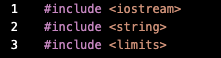 1 #include <iostream>
2 #include <string>
3 #include <limits>